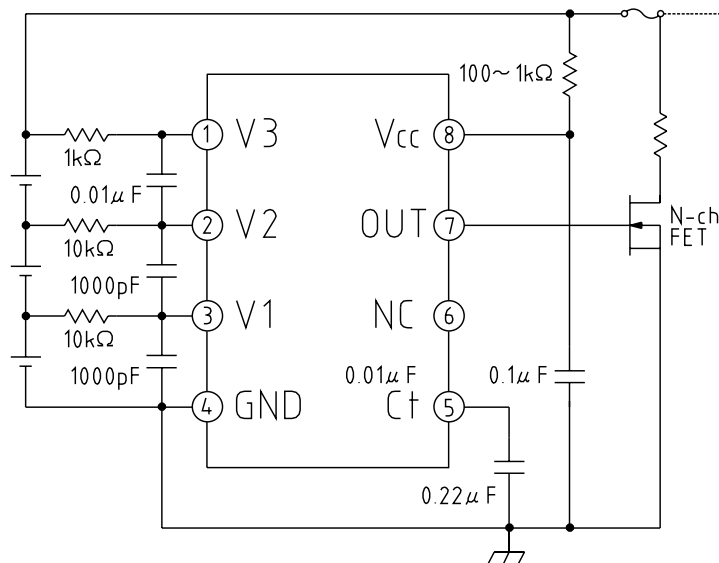 100~1kΩ
1 V3
Vcc 8
1kΩ
0.01μF
2 V2
OUT 7
N-ch
FET
10kΩ
1000pF
3 V1
NC 6
10kΩ
1000pF
0.01μF
0.1μF
4 GND
Ct 5
0.22μF